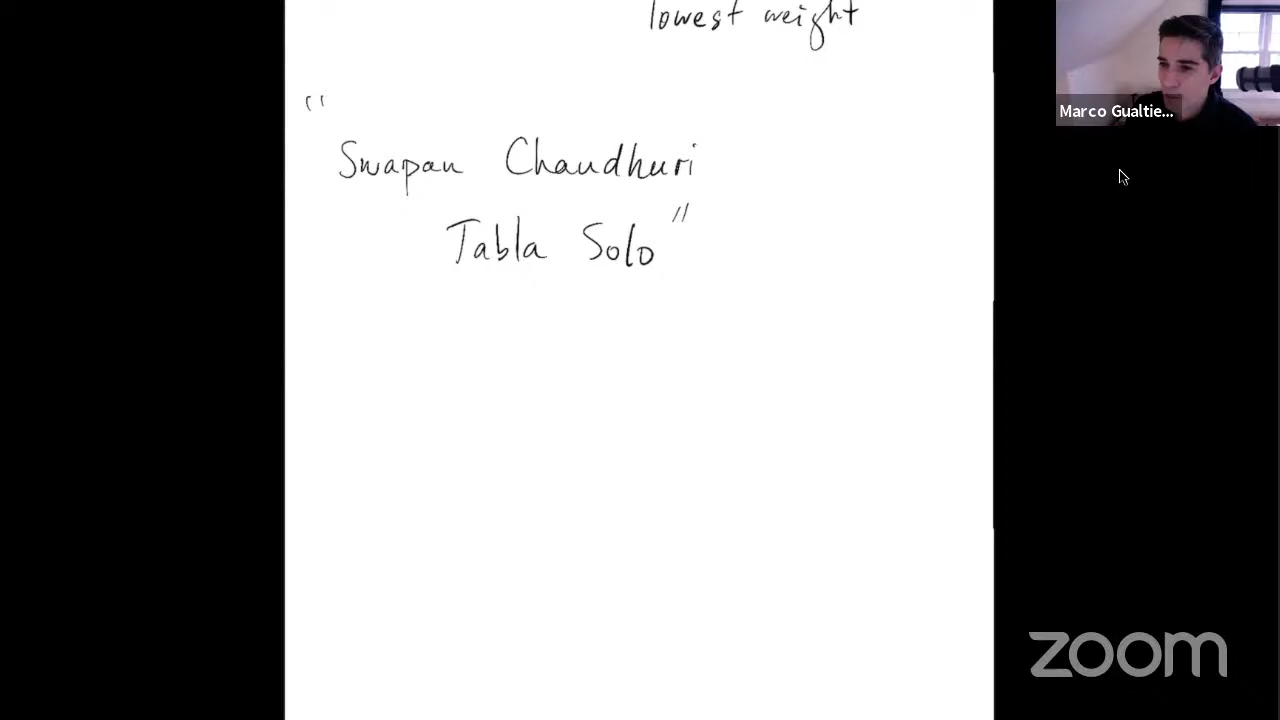 lowest weight
"
Swapan Chaudhuri
Tabla Solo"
Marco Gualtie...
zoom